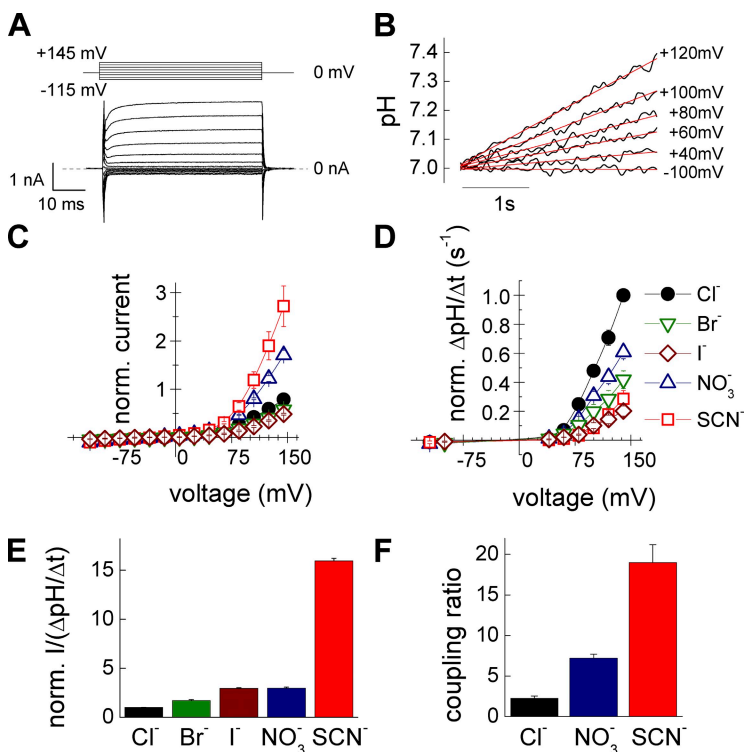 A
+145 mV
-115 mV
0 mV
0 nA
1 nA
10 ms
B
pH
7.4
7.3
7.2
7.1
7.0
+120mV
+100mV
+80mV
+60mV
+40mV
-100mV
1s
C
norm. current
3
2
1
-75
0
75
150
voltage (mV)
D
norm. ΔpH/Δt (s⁻¹)
1.0
0.8
0.6
0.4
0.2
-75
0
75
150
voltage (mV)
Cl⁻
Br⁻
I⁻
NO₃⁻
SCN⁻
E
norm. I/(ΔpH/Δt)
15
10
5
0
Cl⁻ Br⁻ I⁻ NO₃⁻ SCN⁻
F
coupling ratio
20
15
10
5
0
Cl⁻ NO₃⁻ SCN⁻